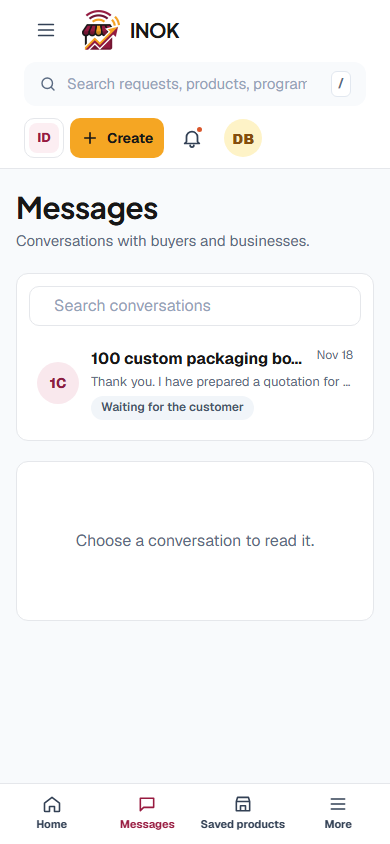 INOK
Search requests, products, program
/
ID
+ Create
DB
Messages
Conversations with buyers and businesses.
Search conversations
1C
100 custom packaging bo...
Nov 18
Thank you. I have prepared a quotation for ...
Waiting for the customer
Choose a conversation to read it.
Home
Messages
Saved products
More